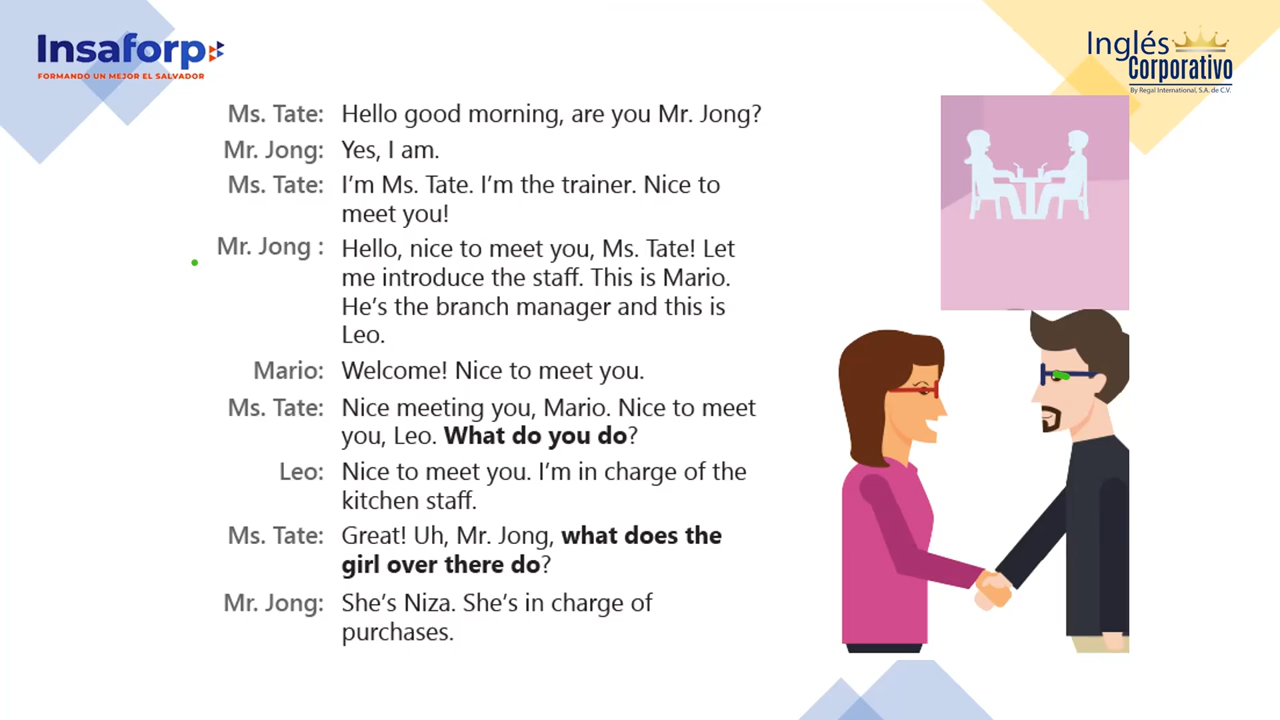 Insaforp
FORMANDO UN MEJOR EL SALVADOR
Inglés
Corporativo
By Regal International, S.A. de C.V.
Ms. Tate: Hello good morning, are you Mr. Jong?
Mr. Jong: Yes, I am.
Ms. Tate: I'm Ms. Tate. I'm the trainer. Nice to
meet you!
Mr. Jong : Hello, nice to meet you, Ms. Tate! Let
me introduce the staff. This is Mario.
He's the branch manager and this is
Leo.
Mario: Welcome! Nice to meet you.
Ms. Tate: Nice meeting you, Mario. Nice to meet
you, Leo. What do you do?
Leo: Nice to meet you. I'm in charge of the
kitchen staff.
Ms. Tate: Great! Uh, Mr. Jong, what does the
girl over there do?
Mr. Jong: She's Niza. She's in charge of
purchases.